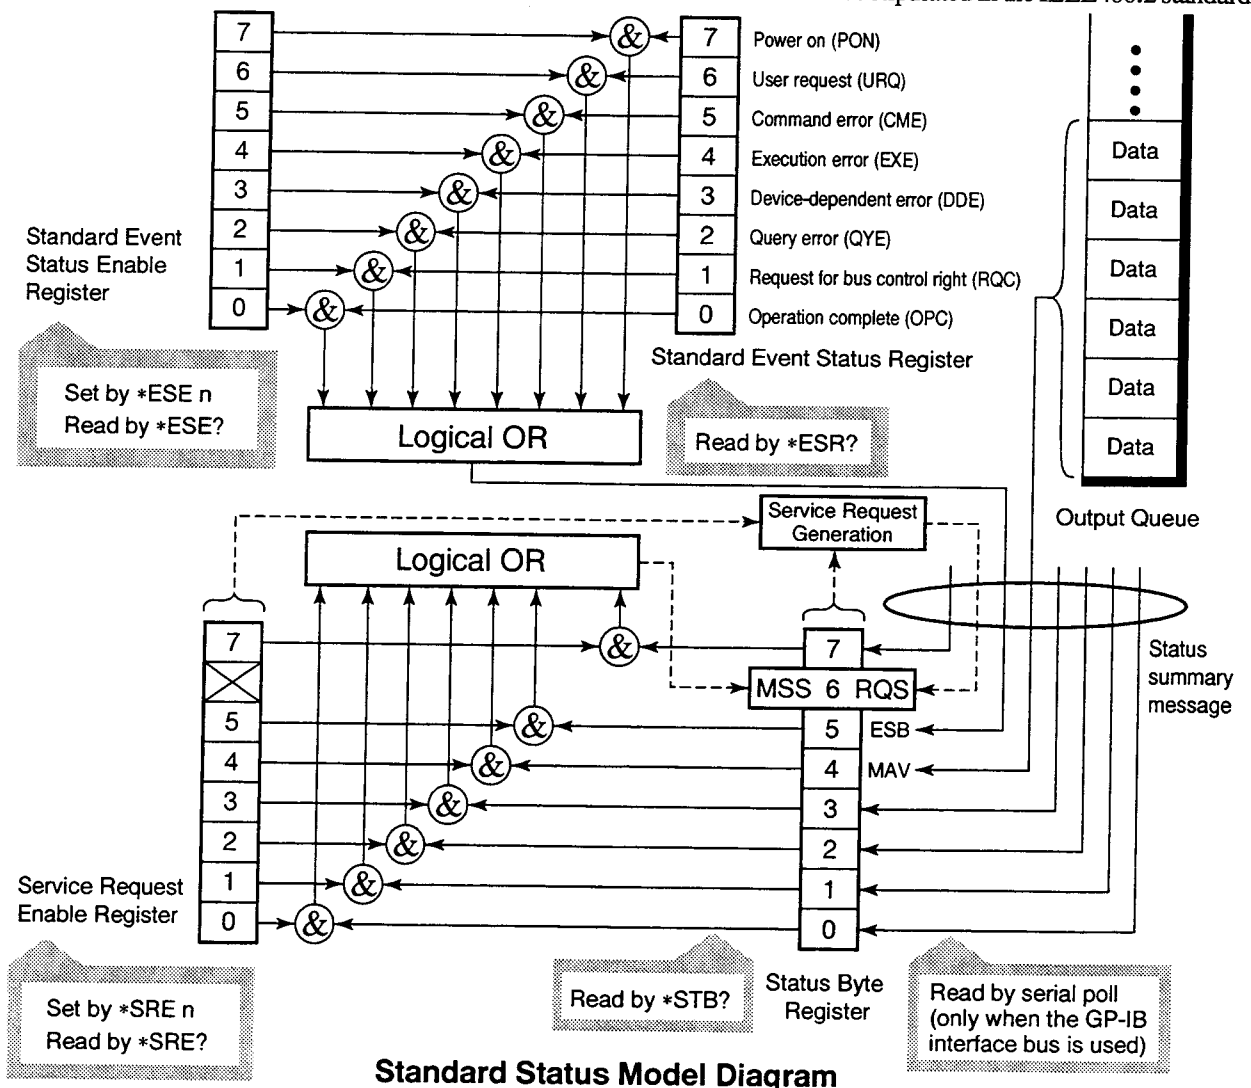 in the IEEE488.2 standard
7
6
5
4
3
2
1
0
&
&
&
&
&
&
&
&
7 Power on (PON)
6 User request (URQ)
5 Command error (CME)
4 Execution error (EXE)
3 Device-dependent error (DDE)
2 Query error (QYE)
1 Request for bus control right (RQC)
0 Operation complete (OPC)
Data
Data
Data
Data
Data
Data
Output Queue
Standard Event
Status Enable
Register
Set by *ESE n
Read by *ESE?
Standard Event Status Register
Read by *ESR?
Logical OR
Service Request
Generation
Logical OR
7
5
4
3
2
1
0
&
&
&
&
&
&
&
7
MSS 6 RQS
5 ESB
4 MAV
3
2
1
0
Status
summary
message
Service Request
Enable Register
Set by *SRE n
Read by *SRE?
Read by *STB?
Status Byte
Register
Read by serial poll
(only when the GP-IB
interface bus is used)
Standard Status Model Diagram